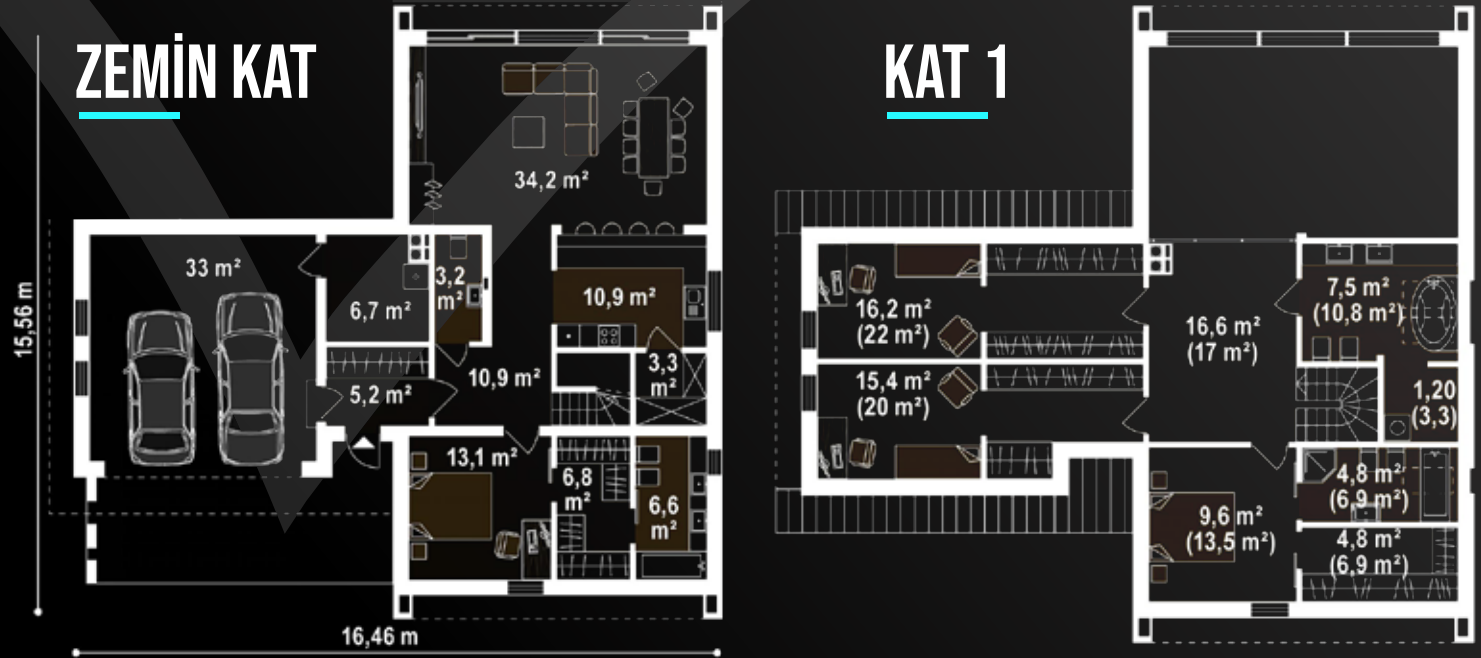 ZEMİN KAT
34,2 m²
33 m²
3,2
m²
6,7 m²
10,9 m²
3,3
m²
10,9 m²
5,2 m²
13,1 m²
6,8
m²
6,6
m²
15,56 m
16,46 m
KAT 1
16,2 m²
(22 m²)
15,4 m²
(20 m²)
16,6 m²
(17 m²)
7,5 m²
(10,8 m²)
1,20
(3,3)
9,6 m²
(13,5 m²)
4,8 m²
(6,9 m²)
4,8 m²
(6,9 m²)